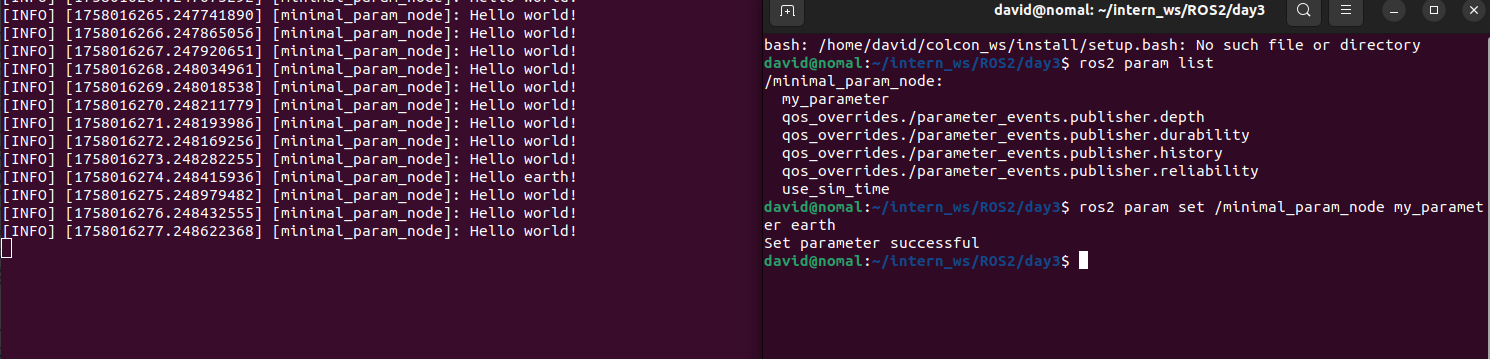 [INFO] [1758016265.247741890] [minimal_param_node]: Hello world!
[INFO] [1758016266.247865056] [minimal_param_node]: Hello world!
[INFO] [1758016267.247920651] [minimal_param_node]: Hello world!
[INFO] [1758016268.248034961] [minimal_param_node]: Hello world!
[INFO] [1758016269.248018538] [minimal_param_node]: Hello world!
[INFO] [1758016270.248211779] [minimal_param_node]: Hello world!
[INFO] [1758016271.248193986] [minimal_param_node]: Hello world!
[INFO] [1758016272.248169256] [minimal_param_node]: Hello world!
[INFO] [1758016273.248282255] [minimal_param_node]: Hello world!
[INFO] [1758016274.248415936] [minimal_param_node]: Hello earth!
[INFO] [1758016275.248979482] [minimal_param_node]: Hello world!
[INFO] [1758016276.248432555] [minimal_param_node]: Hello world!
[INFO] [1758016277.248622368] [minimal_param_node]: Hello world!
david@nomal: ~/intern_ws/ROS2/day3
bash: /home/david/colcon_ws/install/setup.bash: No such file or directory
david@nomal:~/intern_ws/ROS2/day3$ ros2 param list
/minimal_param_node:
  my_parameter
  qos_overrides./parameter_events.publisher.depth
  qos_overrides./parameter_events.publisher.durability
  qos_overrides./parameter_events.publisher.history
  qos_overrides./parameter_events.publisher.reliability
  use_sim_time
david@nomal:~/intern_ws/ROS2/day3$ ros2 param set /minimal_param_node my_paramet
er earth
Set parameter successful
david@nomal:~/intern_ws/ROS2/day3$